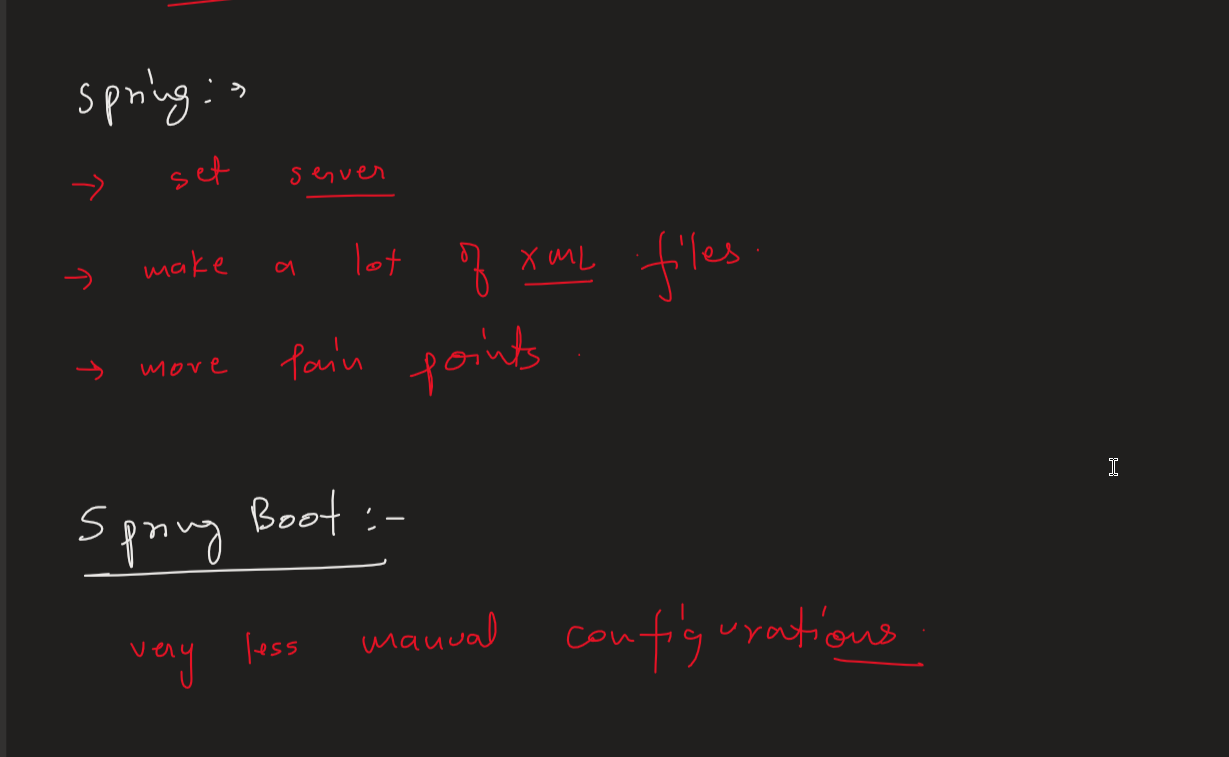 Spring :→
→ set server
→ make a lot of XML files.
→ more pain points.
Spring Boot :-
very less manual configurations.